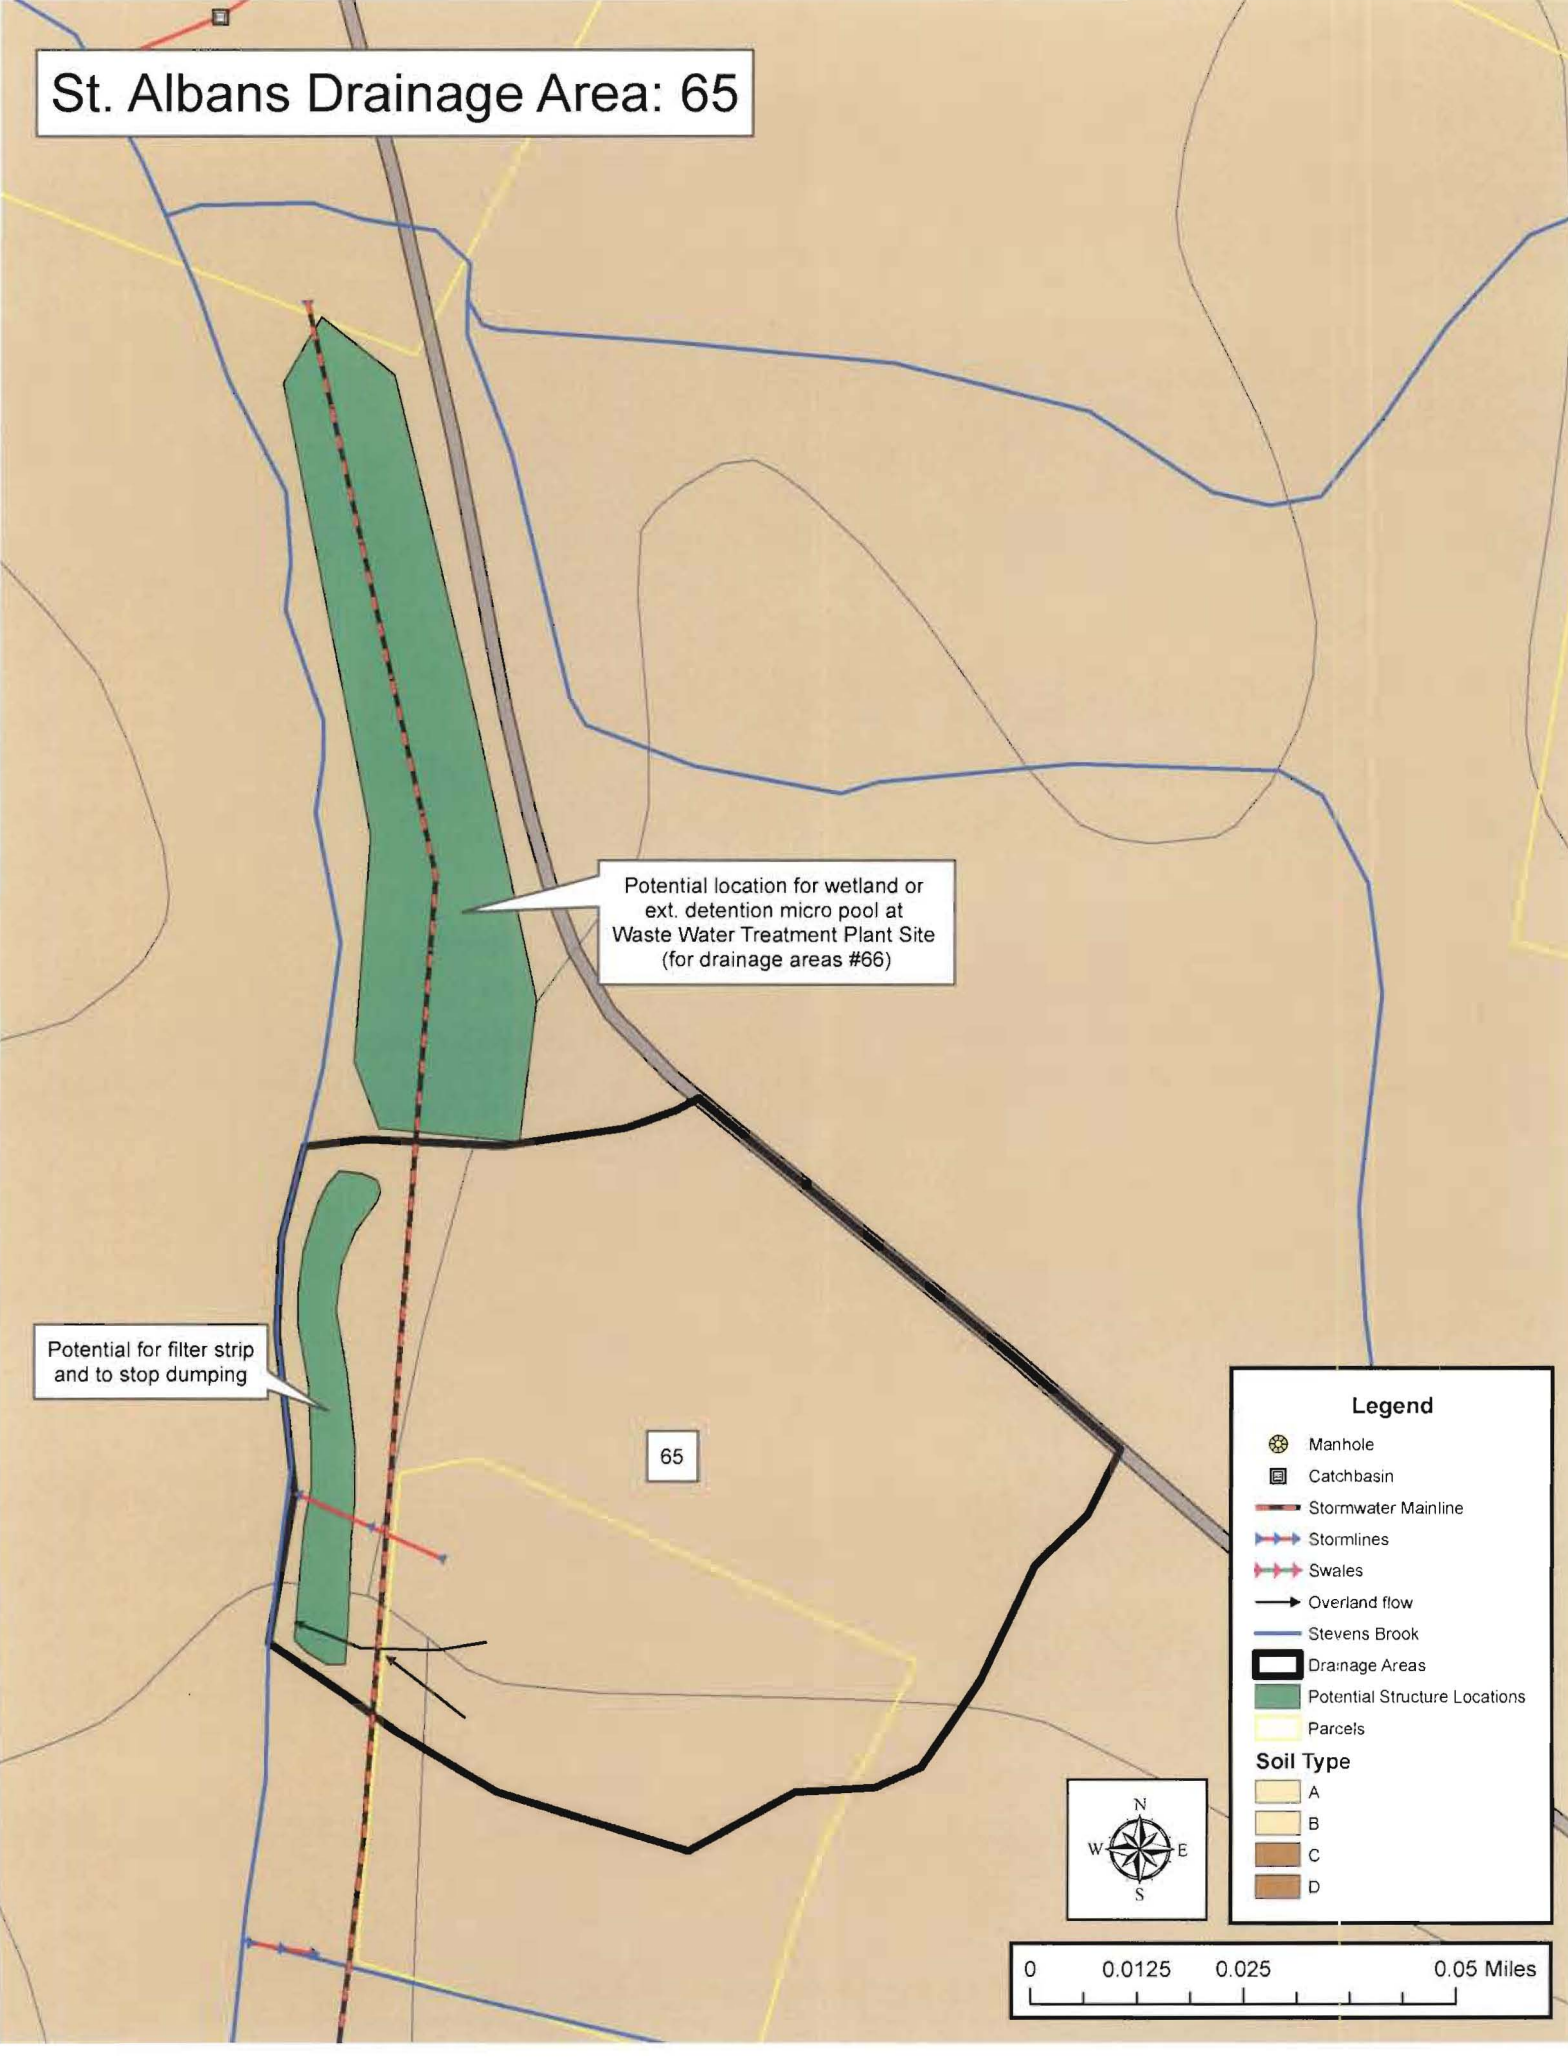 St. Albans Drainage Area: 65
Potential location for wetland or
ext. detention micro pool at
Waste Water Treatment Plant Site
(for drainage areas #66)
Potential for filter strip
and to stop dumping
65
Legend
Manhole
Catchbasin
Stormwater Mainline
Stormlines
Swales
Overland flow
Stevens Brook
Drainage Areas
Potential Structure Locations
Parcels
Soil Type
A
B
C
D
N
W E
S
0 0.0125 0.025 0.05 Miles